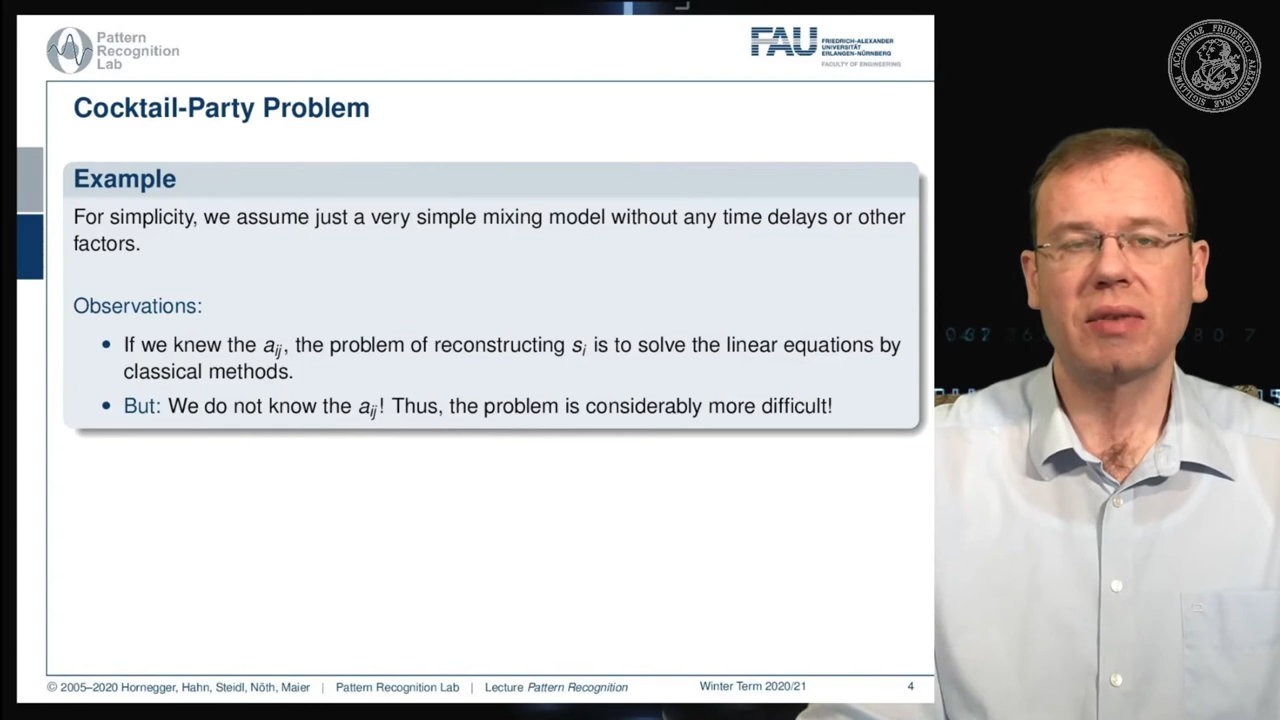 Pattern
Recognition
Lab
FAU
FRIEDRICH-ALEXANDER
UNIVERSITÄT
ERLANGEN-NÜRNBERG
FACULTY OF ENGINEERING
Cocktail-Party Problem
Example
For simplicity, we assume just a very simple mixing model without any time delays or other
factors.
Observations:
• If we knew the aij, the problem of reconstructing si is to solve the linear equations by
classical methods.
• But: We do not know the aij! Thus, the problem is considerably more difficult!
© 2005–2020 Hornegger, Hahn, Steidl, Nöth, Maier | Pattern Recognition Lab | Lecture Pattern Recognition Winter Term 2020/21 4